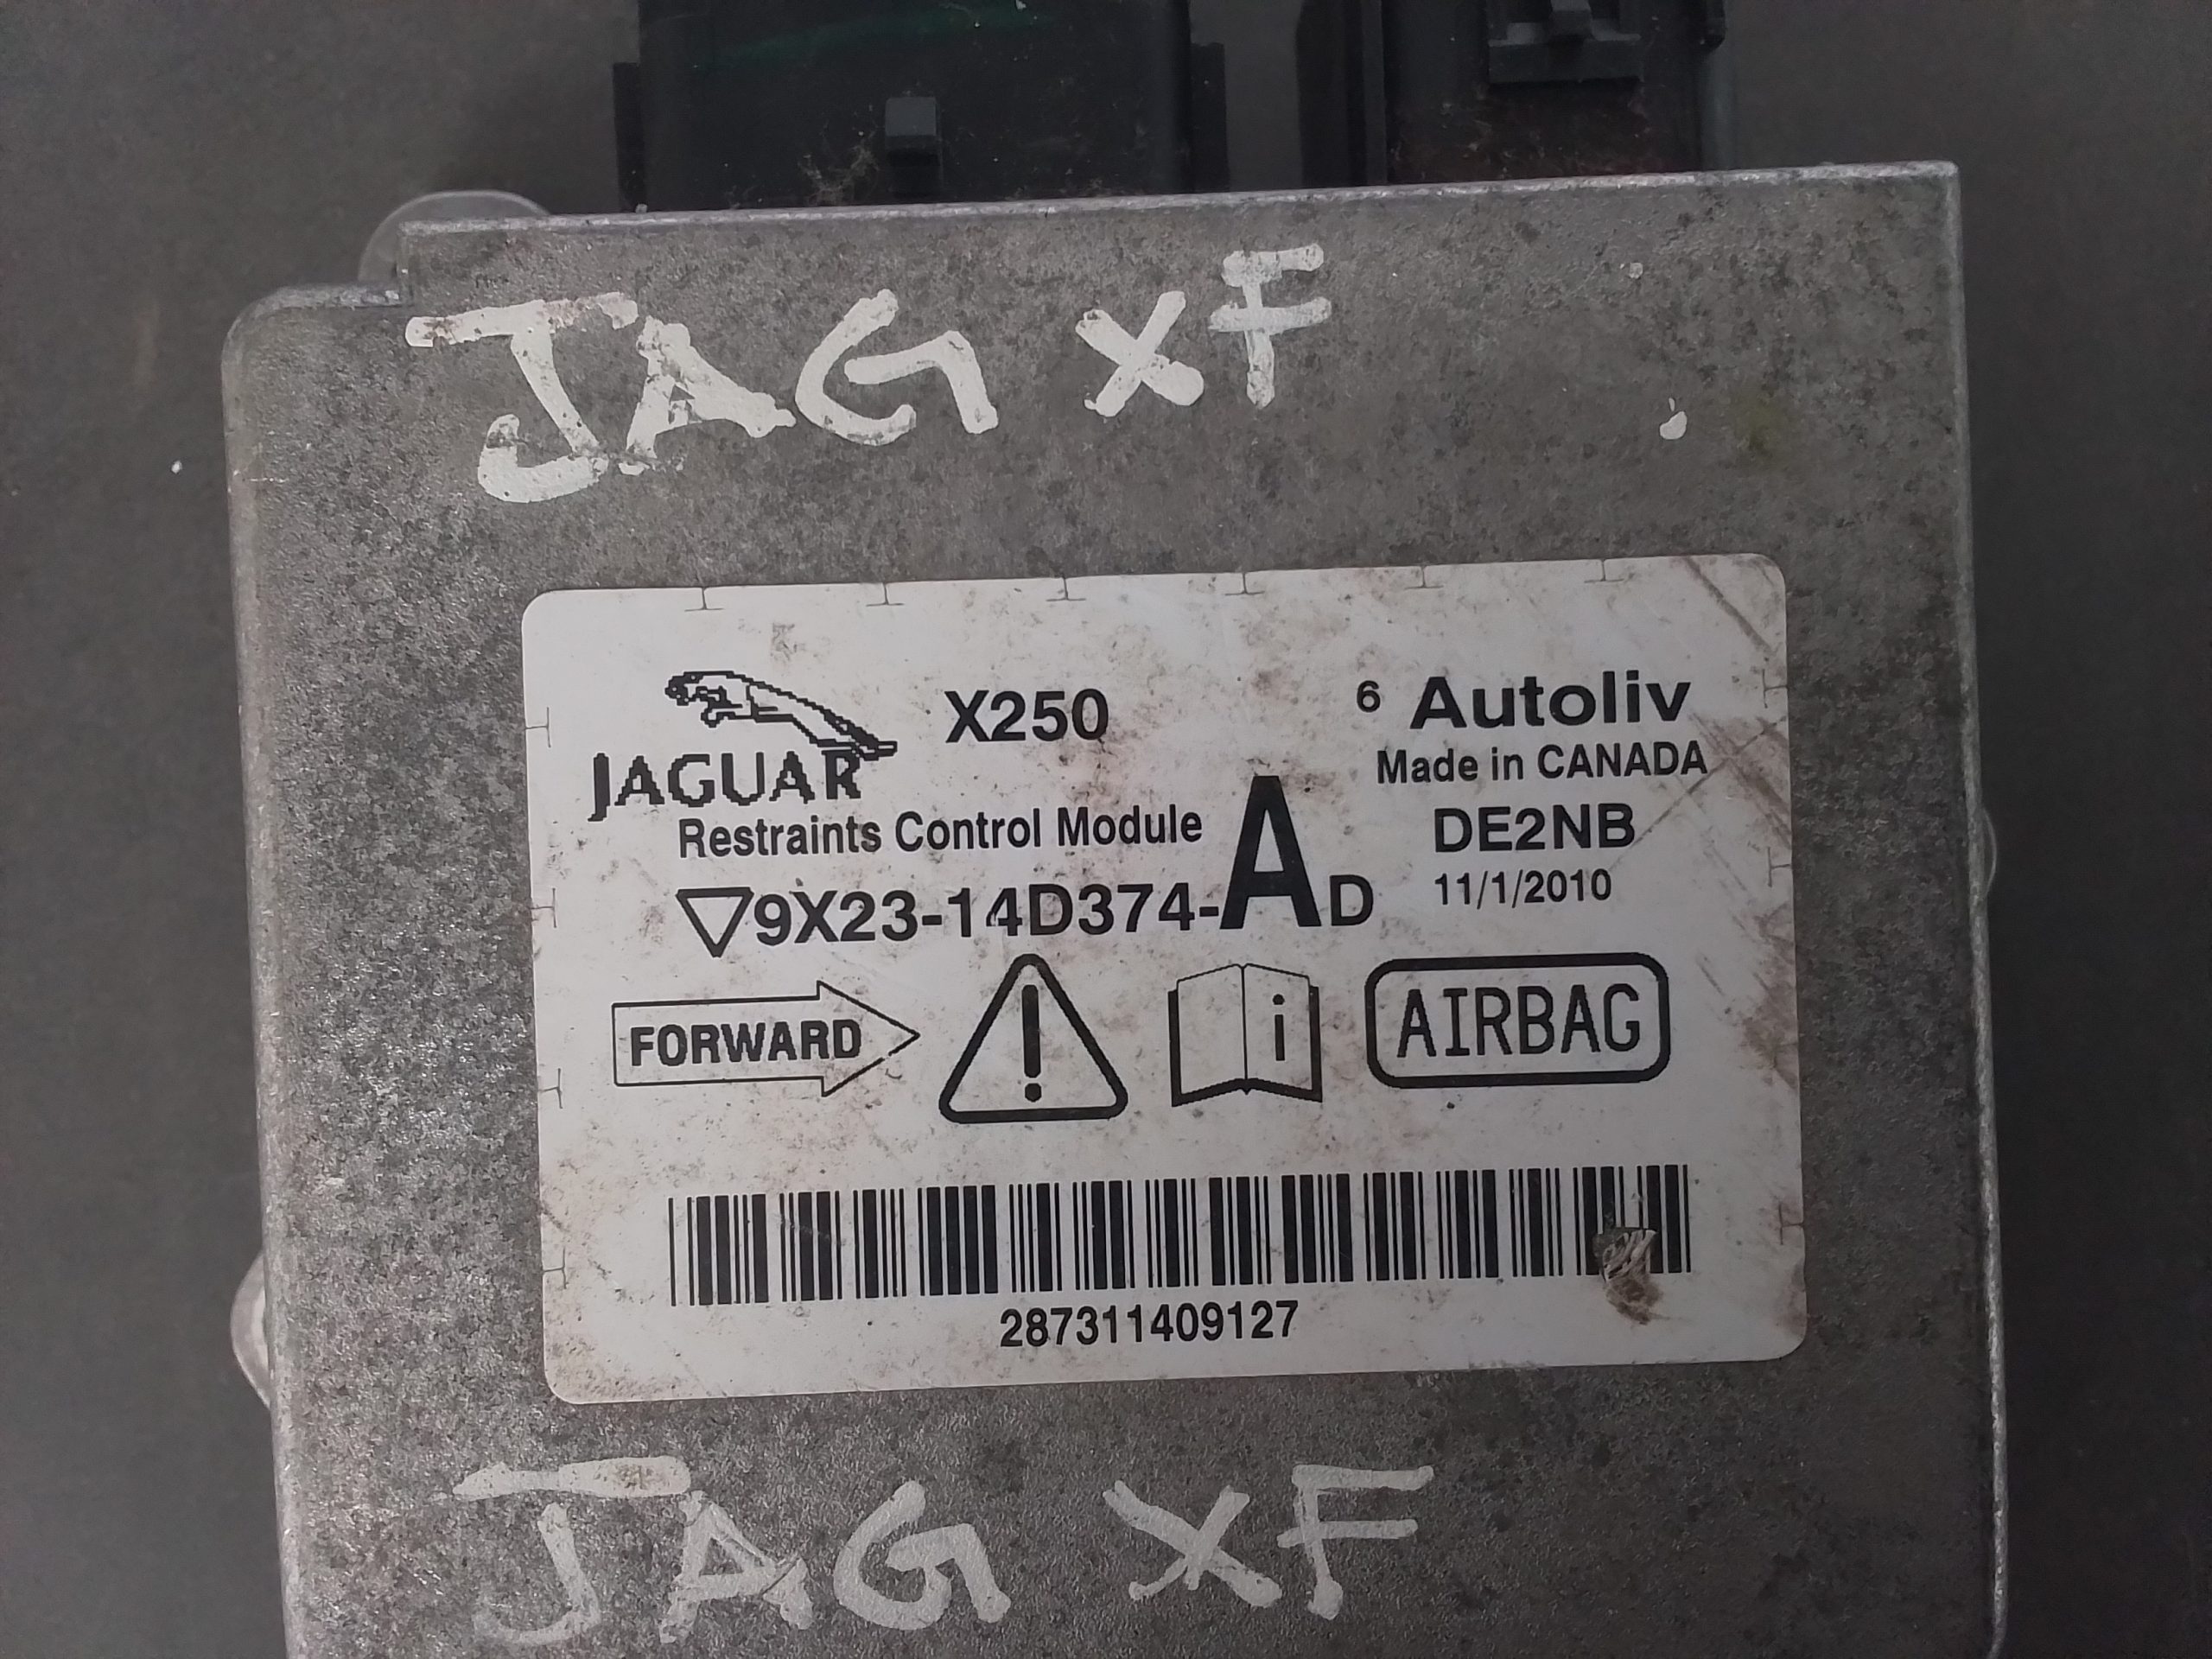 JAG XF
JAGUAR X250 6 Autoliv
Made in CANADA
Restraints Control Module DE2NB
9X23-14D374-AD 11/1/2010
FORWARD ! i AIRBAG
287311409127
JAG XF